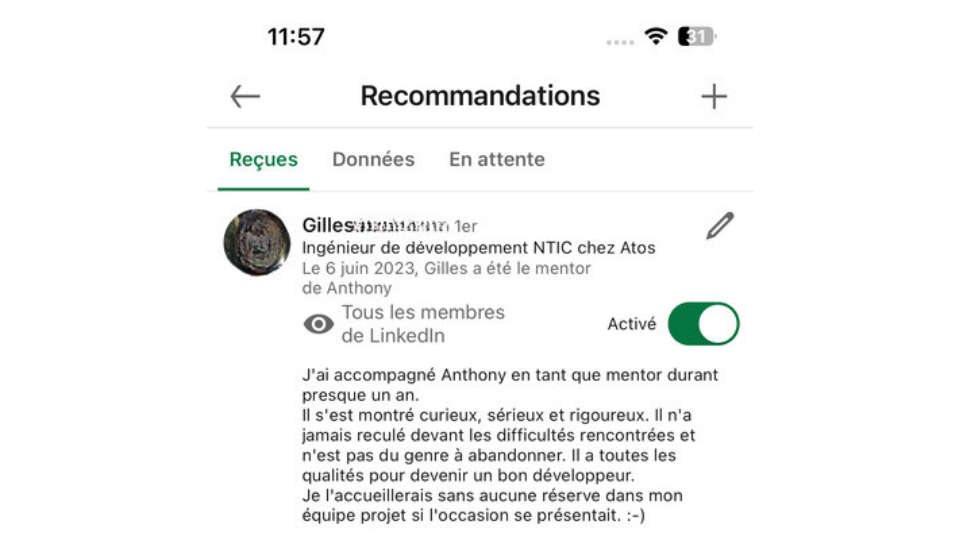 11:57
31
Recommandations
Reçues Données En attente
Gilles 1er
Ingénieur de développement NTIC chez Atos
Le 6 juin 2023, Gilles a été le mentor
de Anthony
Tous les membres
de LinkedIn
Activé
J'ai accompagné Anthony en tant que mentor durant
presque un an.
Il s'est montré curieux, sérieux et rigoureux. Il n'a
jamais reculé devant les difficultés rencontrées et
n'est pas du genre à abandonner. Il a toutes les
qualités pour devenir un bon développeur.
Je l'accueillerais sans aucune réserve dans mon
équipe projet si l'occasion se présentait. :-)